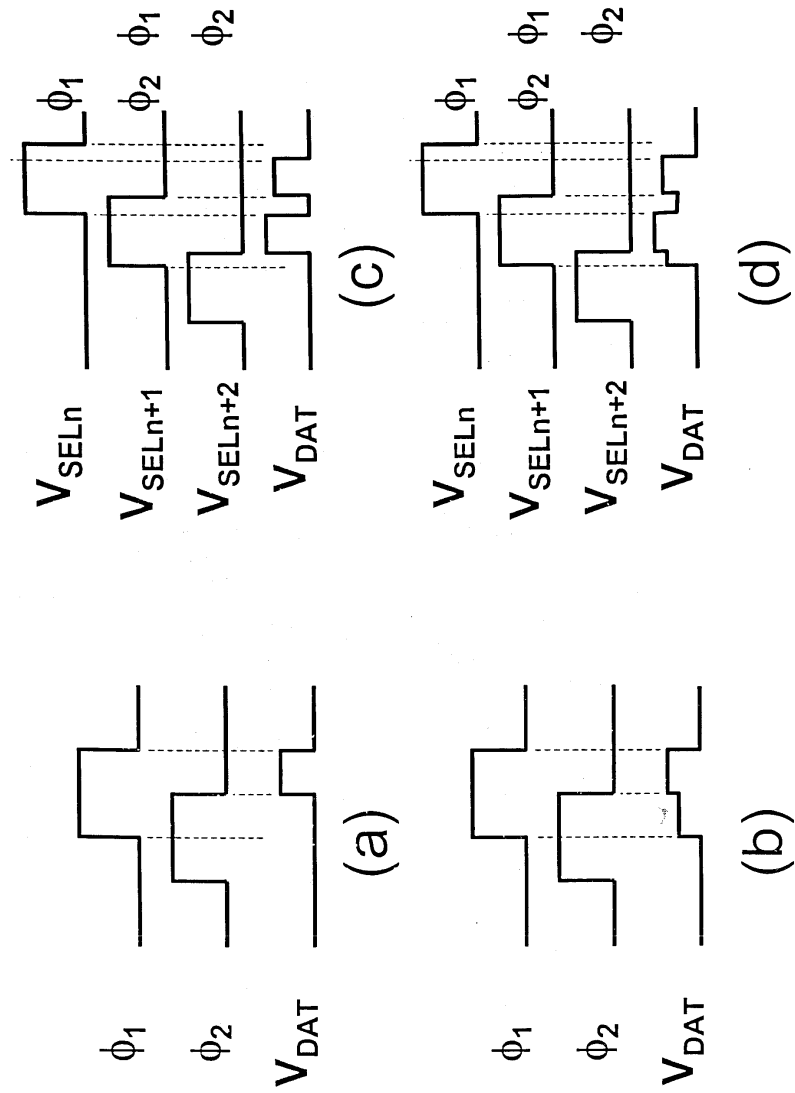 ϕ1
ϕ2
VDAT
(a)
VSELn ϕ1
VSELn+1 ϕ2 ϕ1
VSELn+2 ϕ2
VDAT
(c)
ϕ1
ϕ2
VDAT
(b)
VSELn ϕ1
VSELn+1 ϕ2 ϕ1
VSELn+2 ϕ2
VDAT
(d)